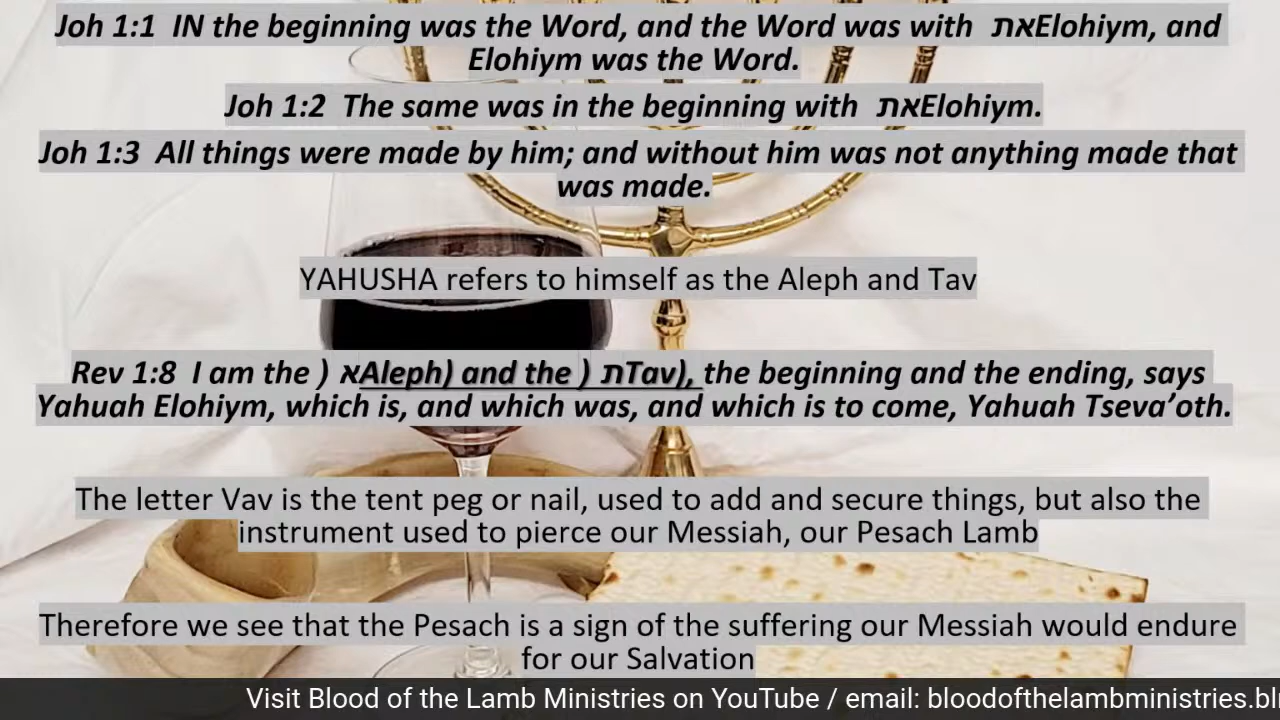 Joh 1:1 IN the beginning was the Word, and the Word was with את Elohiym, and
Elohiym was the Word.
Joh 1:2 The same was in the beginning with את Elohiym.
Joh 1:3 All things were made by him; and without him was not anything made that
was made.
YAHUSHA refers to himself as the Aleph and Tav
Rev 1:8 I am the ) אAleph) and the ) תTav), the beginning and the ending, says
Yahuah Elohiym, which is, and which was, and which is to come, Yahuah Tseva’oth.
The letter Vav is the tent peg or nail, used to add and secure things, but also the
instrument used to pierce our Messiah, our Pesach Lamb
Therefore we see that the Pesach is a sign of the suffering our Messiah would endure
for our Salvation
Visit Blood of the Lamb Ministries on YouTube / email: bloodofthelambministries.bl